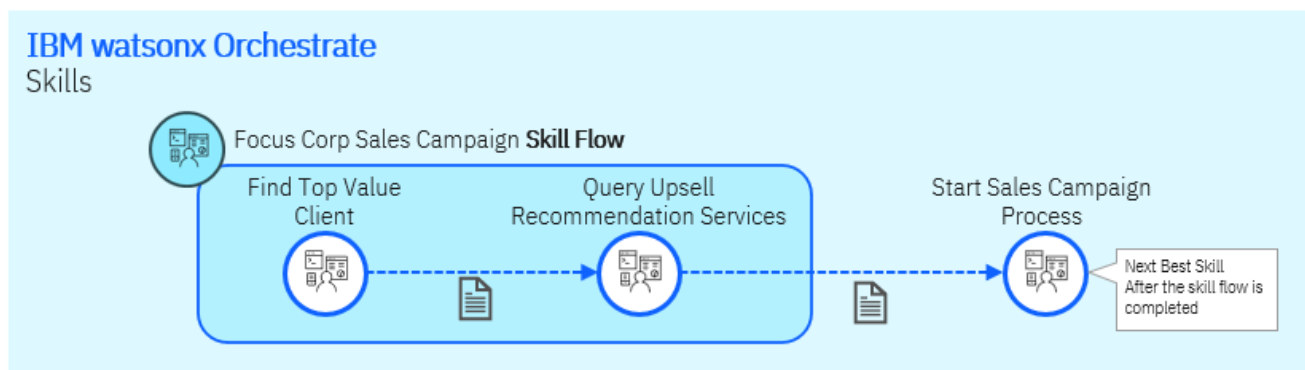 IBM watsonx Orchestrate
Skills
Focus Corp Sales Campaign Skill Flow
Find Top Value
Client
Query Upsell
Recommendation Services
Start Sales Campaign
Process
Next Best Skill
After the skill flow is
completed